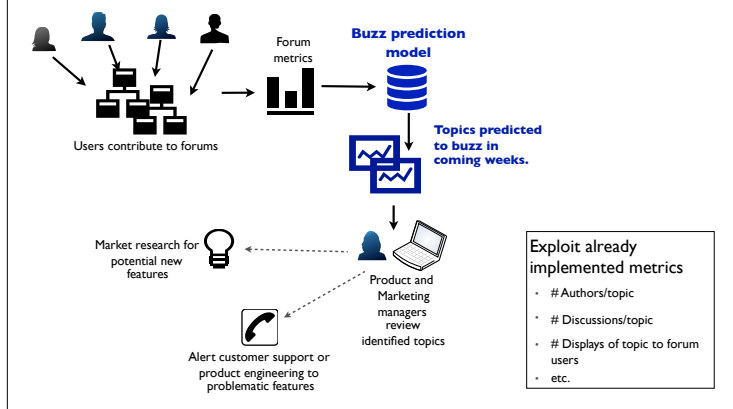 Forum
metrics
Buzz prediction
model
Users contribute to forums
Topics predicted
to buzz in
coming weeks.
Market research for
potential new
features
Product and
Marketing
managers
review
identified topics
Alert customer support or
product engineering to
problematic features
Exploit already
implemented metrics
• # Authors/topic
• # Discussions/topic
• # Displays of topic to forum
users
• etc.